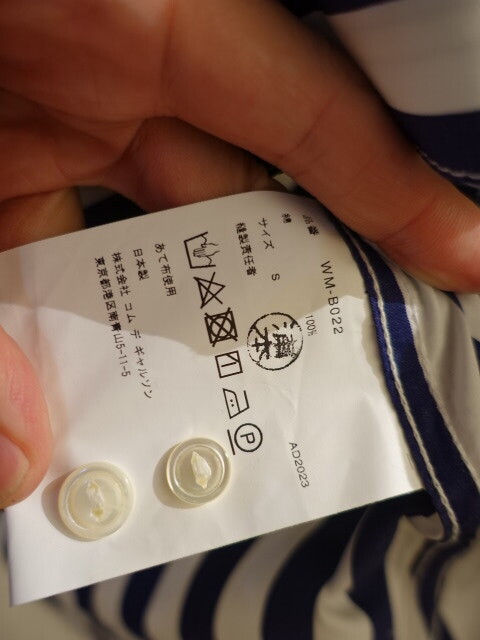 品番 WM-B022
綿 100%
サイズ S
縫製責任者
あて布使用
日本製
株式会社 コム デ ギャルソン
東京都港区南青山5-11-5
P
AD2023